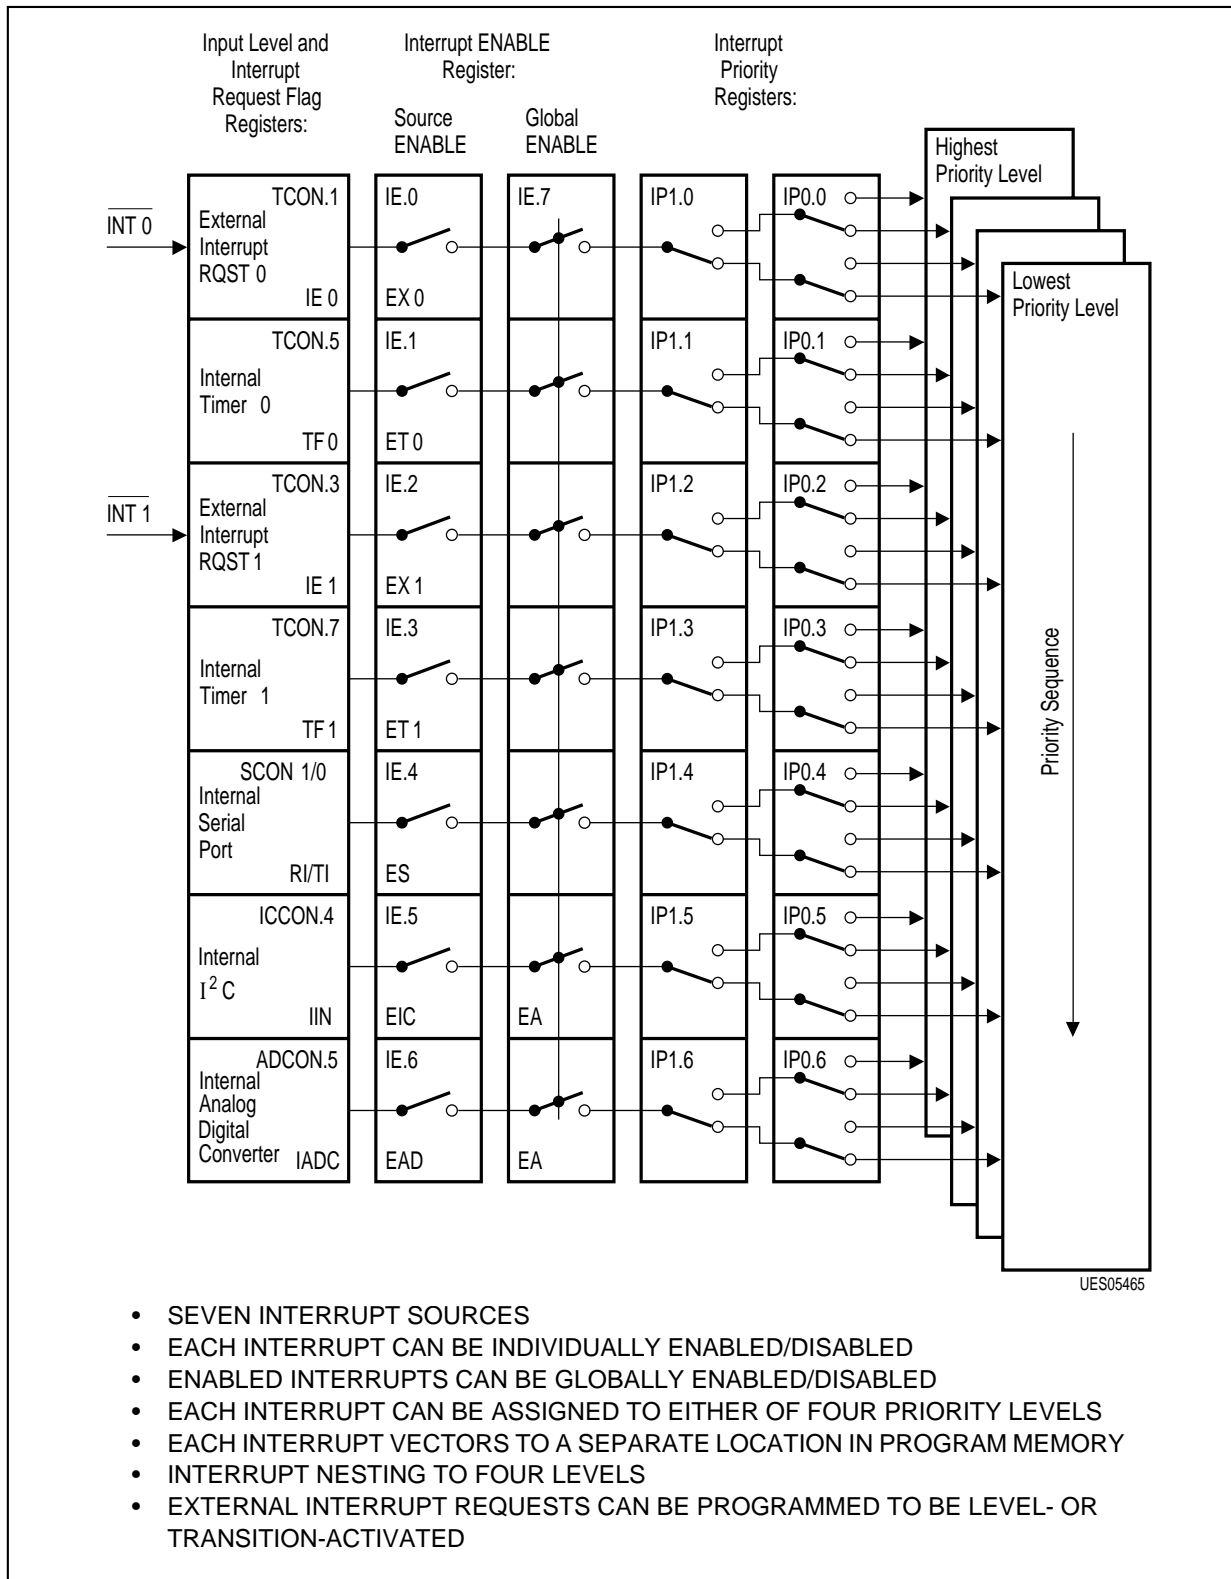 Input Level and
Interrupt
Request Flag
Registers:
Interrupt ENABLE
Register:
Source
ENABLE
Global
ENABLE
Interrupt
Priority
Registers:
Highest
Priority Level
Lowest
Priority Level
Priority Sequence
INT 0
TCON.1
External
Interrupt
RQST 0
IE 0
IE.0
EX 0
IE.7
IP1.0
IP0.0
TCON.5
Internal
Timer 0
TF 0
IE.1
ET 0
IP1.1
IP0.1
INT 1
TCON.3
External
Interrupt
RQST 1
IE 1
IE.2
EX 1
IP1.2
IP0.2
TCON.7
Internal
Timer 1
TF 1
IE.3
ET 1
IP1.3
IP0.3
SCON 1/0
Internal
Serial
Port
RI/TI
IE.4
ES
IP1.4
IP0.4
ICCON.4
Internal
I² C
IIN
IE.5
EIC
EA
IP1.5
IP0.5
ADCON.5
Internal
Analog
Digital
Converter
IADC
IE.6
EAD
EA
IP1.6
IP0.6
UES05465
• SEVEN INTERRUPT SOURCES
• EACH INTERRUPT CAN BE INDIVIDUALLY ENABLED/DISABLED
• ENABLED INTERRUPTS CAN BE GLOBALLY ENABLED/DISABLED
• EACH INTERRUPT CAN BE ASSIGNED TO EITHER OF FOUR PRIORITY LEVELS
• EACH INTERRUPT VECTORS TO A SEPARATE LOCATION IN PROGRAM MEMORY
• INTERRUPT NESTING TO FOUR LEVELS
• EXTERNAL INTERRUPT REQUESTS CAN BE PROGRAMMED TO BE LEVEL- OR
TRANSITION-ACTIVATED